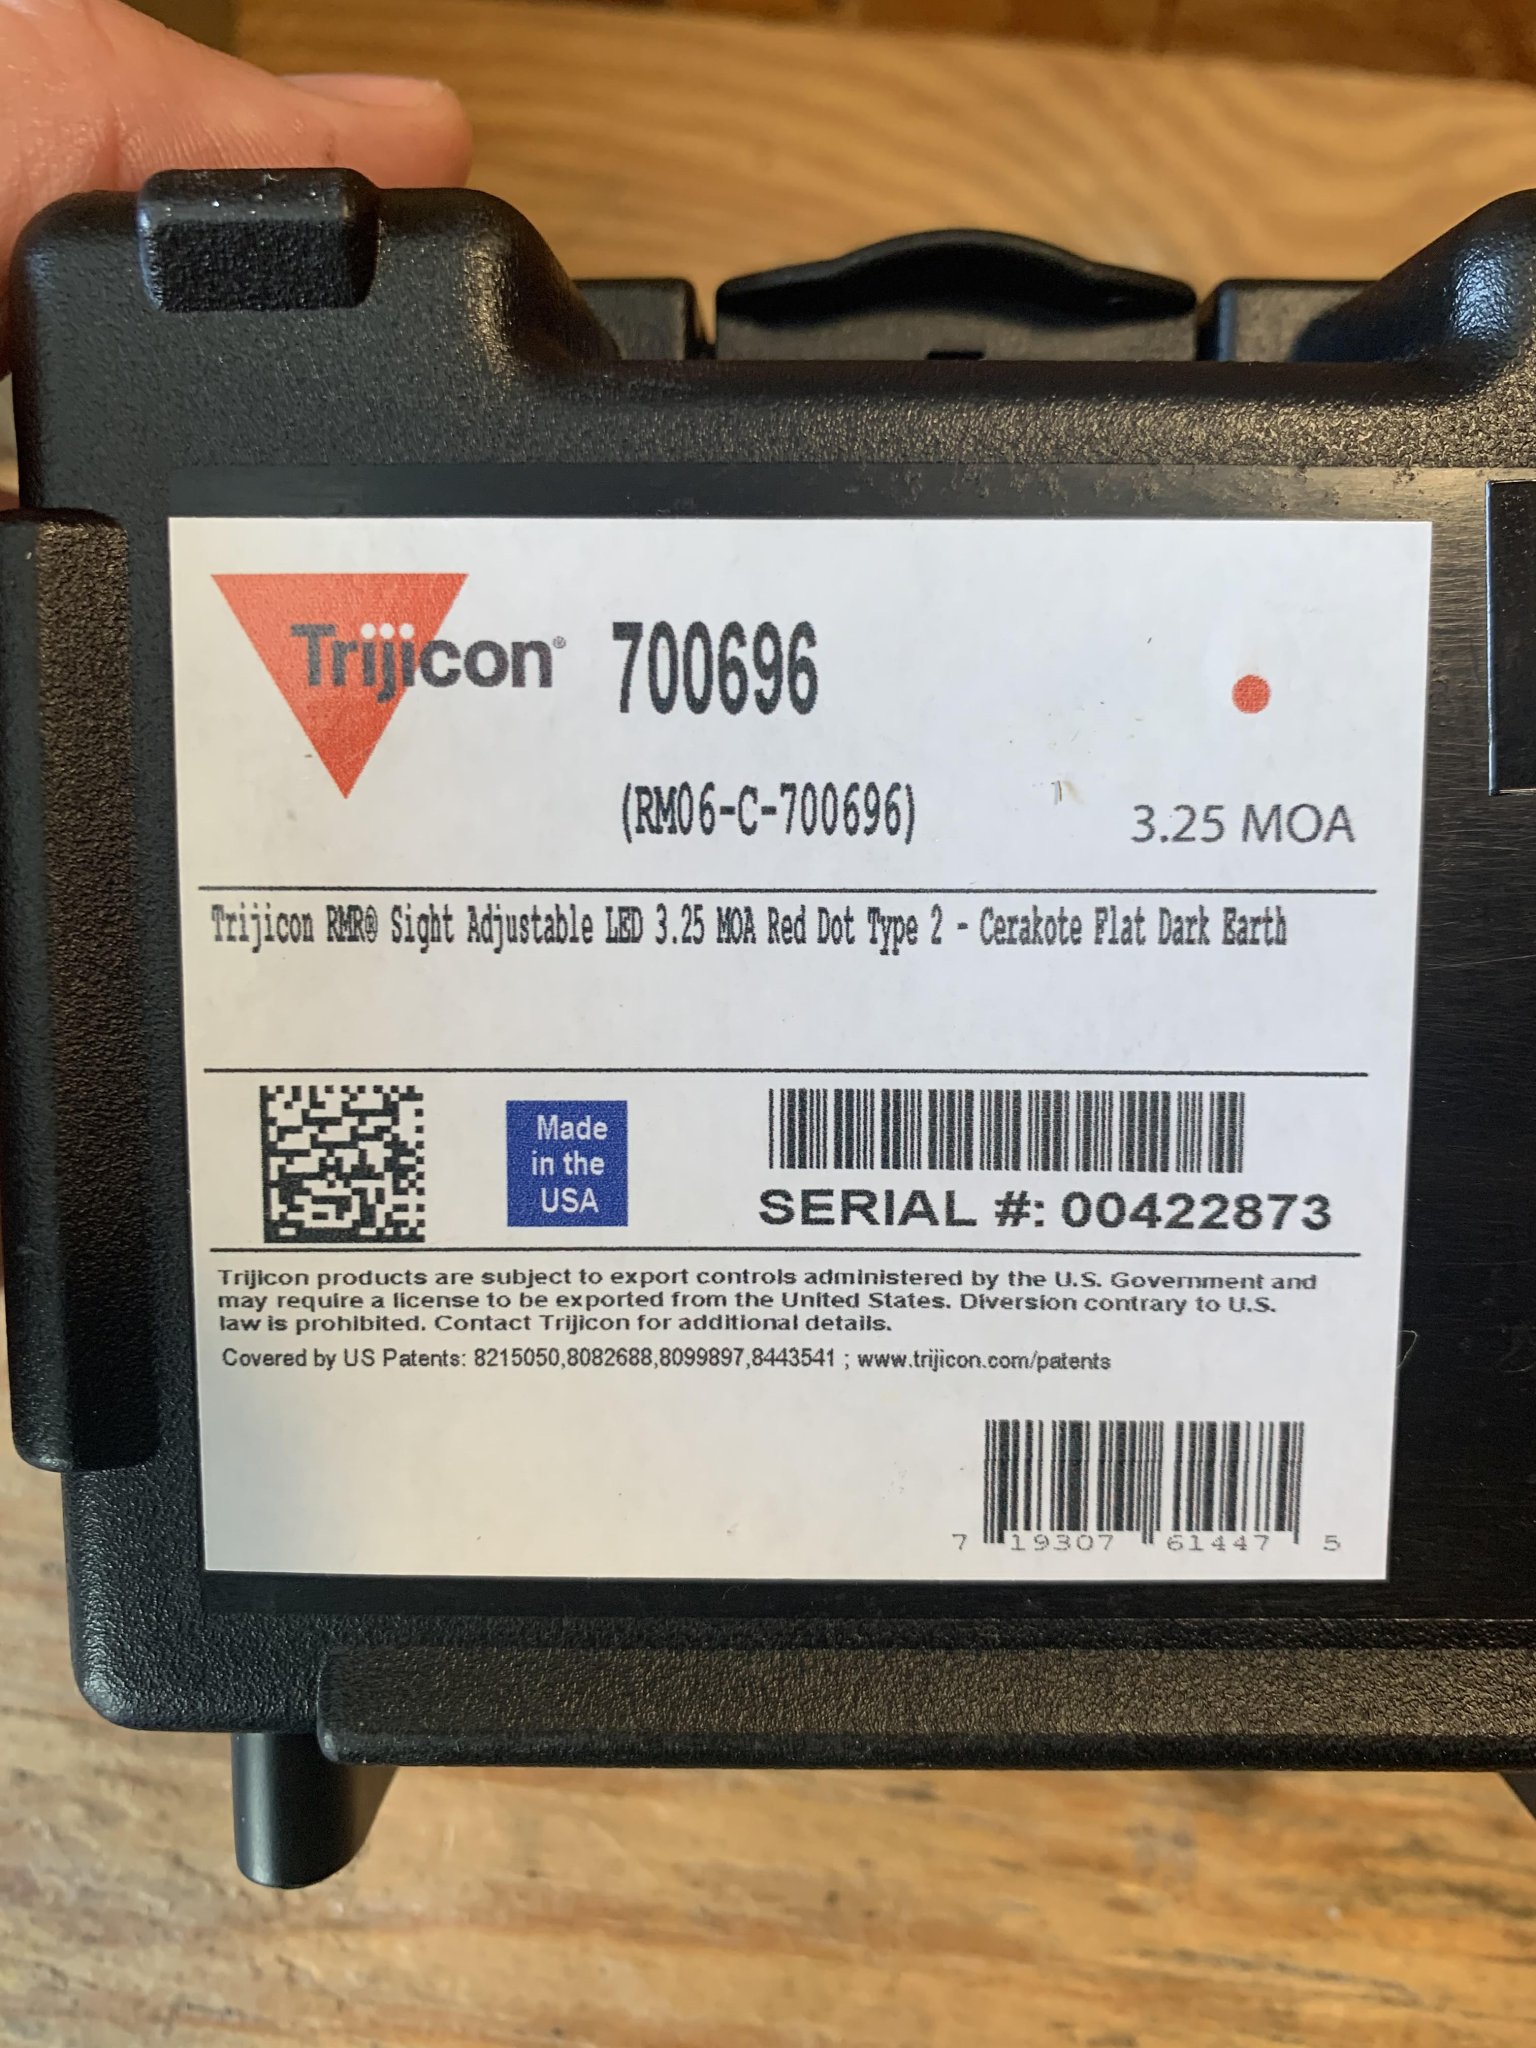 Trijicon® 700696
(RM06-C-700696)
3.25 MOA
Trijicon RMR® Sight Adjustable LED 3.25 MOA Red Dot Type 2 - Cerakote Flat Dark Earth
Made
in the
USA
SERIAL #: 00422873
Trijicon products are subject to export controls administered by the U.S. Government and
may require a license to be exported from the United States. Diversion contrary to U.S.
law is prohibited. Contact Trijicon for additional details.
Covered by US Patents: 8215050,8082688,8099897,8443541 ; www.trijicon.com/patents
7 19307 61447 5